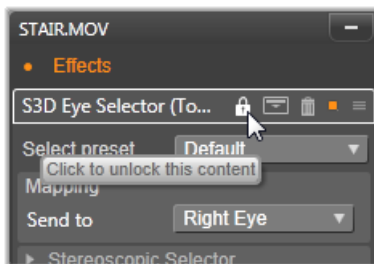 STAIR.MOV
Effects
S3D Eye Selector (To...
Select preset Default
Click to unlock this content
Mapping
Send to Right Eye
Stereoscopic Selector